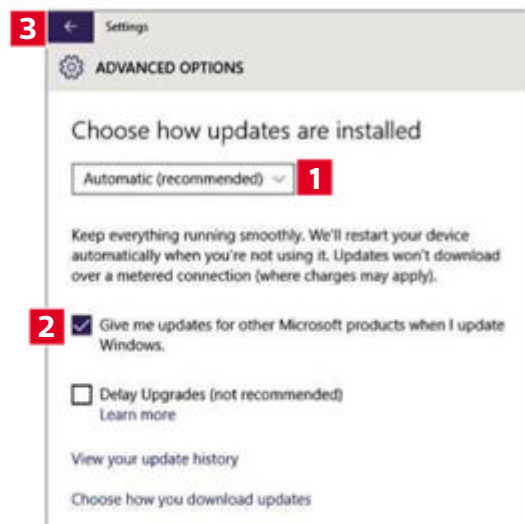 3 ← Settings
ADVANCED OPTIONS
Choose how updates are installed
Automatic (recommended) 1
Keep everything running smoothly. We'll restart your device
automatically when you're not using it. Updates won't download
over a metered connection (where charges may apply).
2 Give me updates for other Microsoft products when I update
Windows.
Delay Upgrades (not recommended)
Learn more
View your update history
Choose how you download updates